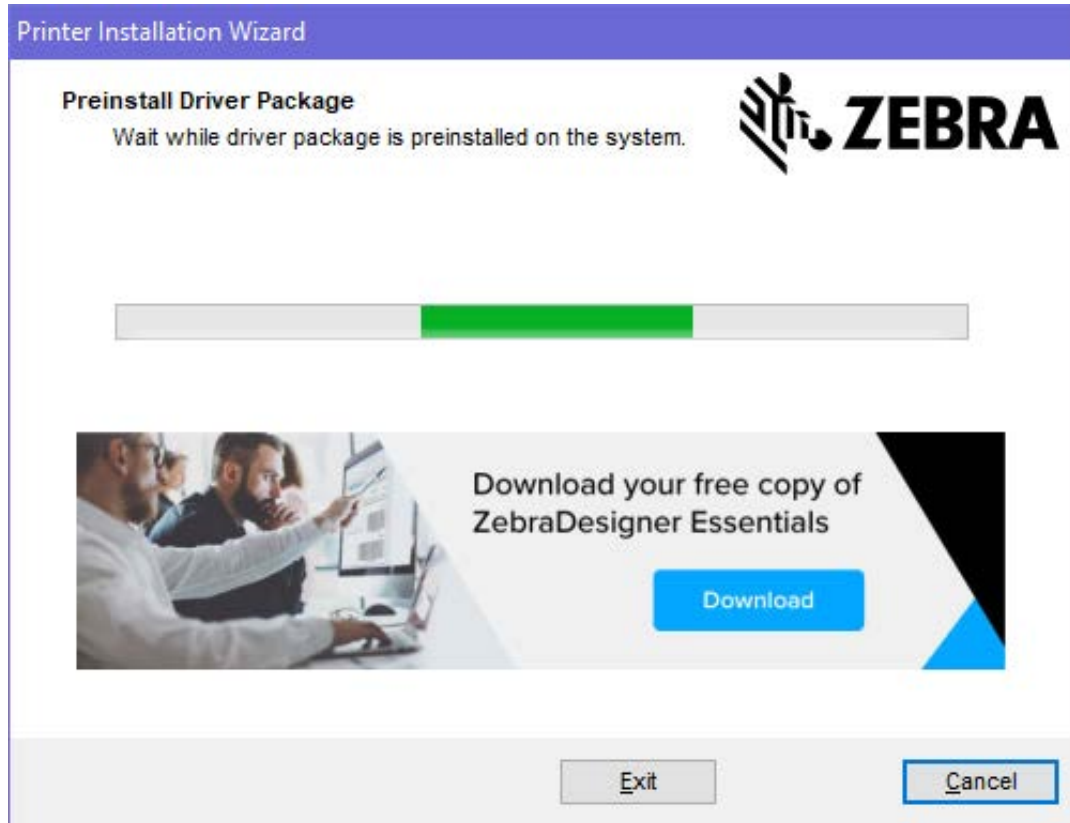 Printer Installation Wizard
Preinstall Driver Package
Wait while driver package is preinstalled on the system.
ZEBRA
Download your free copy of
ZebraDesigner Essentials
Download
Exit
Cancel